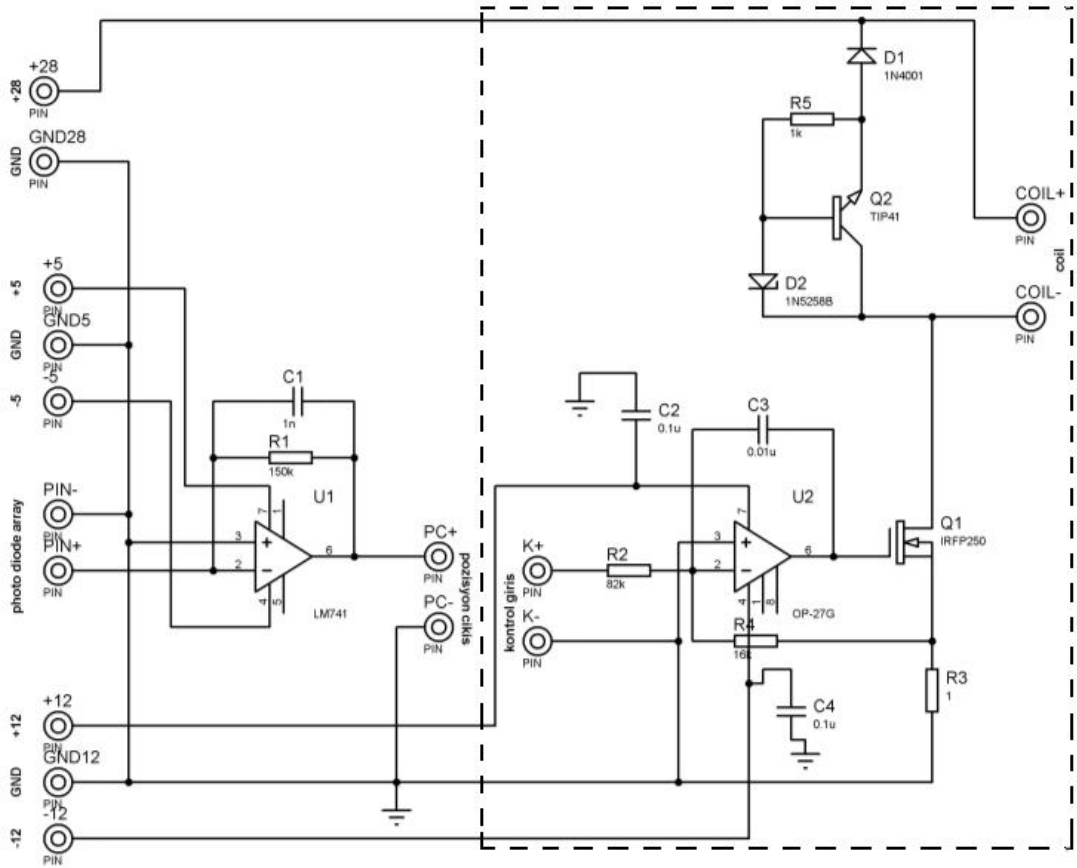 +28
+28
PIN
GND28
GND
PIN
+5
+5
PIN
GND5
GND
PIN
-5
-5
PIN
photo diode array
PIN-
PIN
PIN+
PIN
C1
1n
R1
150k
U1
7
1
3
2
6
4
5
LM741
PC+
PIN
PC-
PIN
pozisyon cikis
+12
+12
PIN
GND12
GND
PIN
-12
-12
PIN
D1
1N4001
R5
1k
Q2
TIP41
D2
1N5258B
COIL+
PIN
coil
COIL-
PIN
C2
0.1u
C3
0.01u
U2
7
3
2
6
4
1
8
OP-27G
Q1
IRFP250
K+
PIN
K-
PIN
kontrol giris
R2
82k
R4
16k
R3
1
C4
0.1u